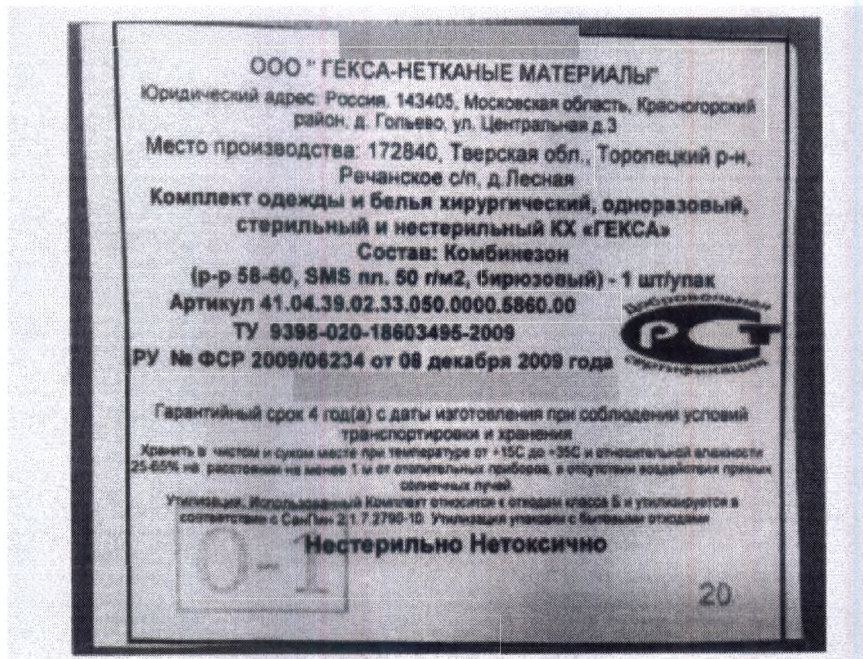 ООО " ГЕКСА-НЕТКАНЫЕ МАТЕРИАЛЫ"
Юридический адрес: Россия, 143405, Московская область, Красногорский
район, д. Гольево, ул. Центральная д.3
Место производства: 172840, Тверская обл., Торопецкий р-н,
Речанское с/п, д.Лесная
Комплект одежды и белья хирургический, одноразовый,
стерильный и нестерильный КХ «ГЕКСА»
Состав: Комбинезон
(р-р 58-60, SMS пл. 50 г/м2, бирюзовый) - 1 шт/упак
Артикул 41.04.39.02.33.050.0000.5860.00
ТУ 9398-020-18603495-2009
РУ № ФСР 2009/06234 от 08 декабря 2009 года
Добровольная
РСТ
сертификация
Гарантийный срок 4 год(а) с даты изготовления при соблюдении условий
транспортировки и хранения
Хранить в чистом и сухом месте при температуре от +15С до +35С и относительной влажности
25-65% на расстоянии не менее 1 м от отопительных приборов, в отсутствии воздействия прямых
солнечных лучей.
Утилизация: Использованный Комплект относится к отходам класса Б и утилизируется в
соответствии с СанПин 2.1.7.2790-10. Утилизация упаковки с бытовыми отходами
Нестерильно Нетоксично
0-1
20